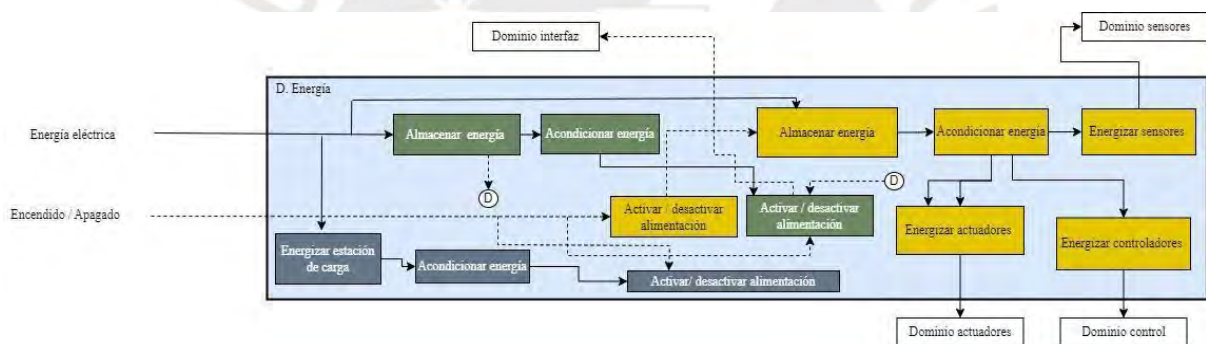 Dominio sensores
Dominio interfaz
D. Energía
Energía eléctrica
Almacenar energía
Acondicionar energía
Almacenar energía
Acondicionar energía
Energizar sensores
D
D
Encendido / Apagado
Activar / desactivar
alimentación
Activar / desactivar
alimentación
Energizar actuadores
Energizar controladores
Energizar estación
de carga
Acondicionar energía
Activar/ desactivar alimentación
Dominio actuadores
Dominio control